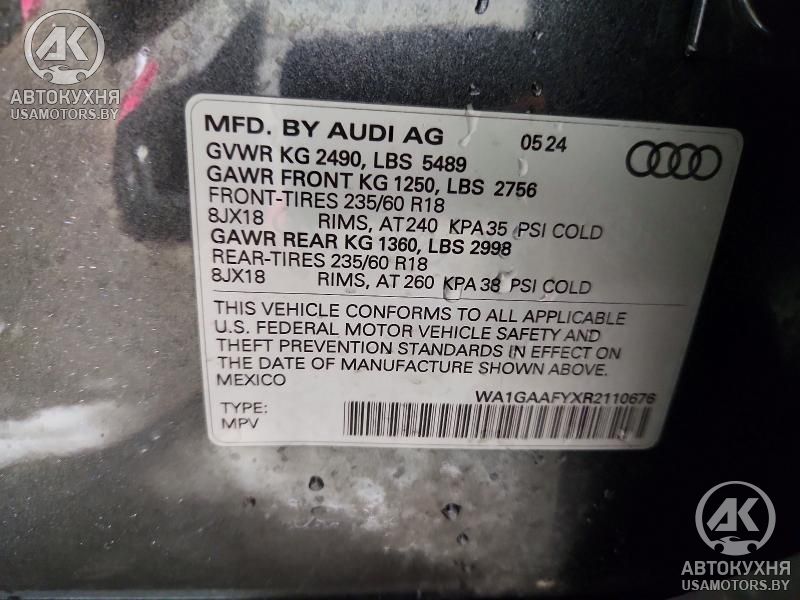 АК
АВТОКУХНЯ
USAMOTORS.BY
MFD. BY AUDI AG 05 24
GVWR KG 2490, LBS 5489
GAWR FRONT KG 1250, LBS 2756
FRONT-TIRES 235/60 R18
8JX18 RIMS, AT 240 KPA 35 PSI COLD
GAWR REAR KG 1360, LBS 2998
REAR-TIRES 235/60 R18
8JX18 RIMS, AT 260 KPA 38 PSI COLD
THIS VEHICLE CONFORMS TO ALL APPLICABLE
U.S. FEDERAL MOTOR VEHICLE SAFETY AND
THEFT PREVENTION STANDARDS IN EFFECT ON
THE DATE OF MANUFACTURE SHOWN ABOVE.
MEXICO
WA1GAAFYXR2110676
TYPE:
MPV
АК
АВТОКУХНЯ
USAMOTORS.BY